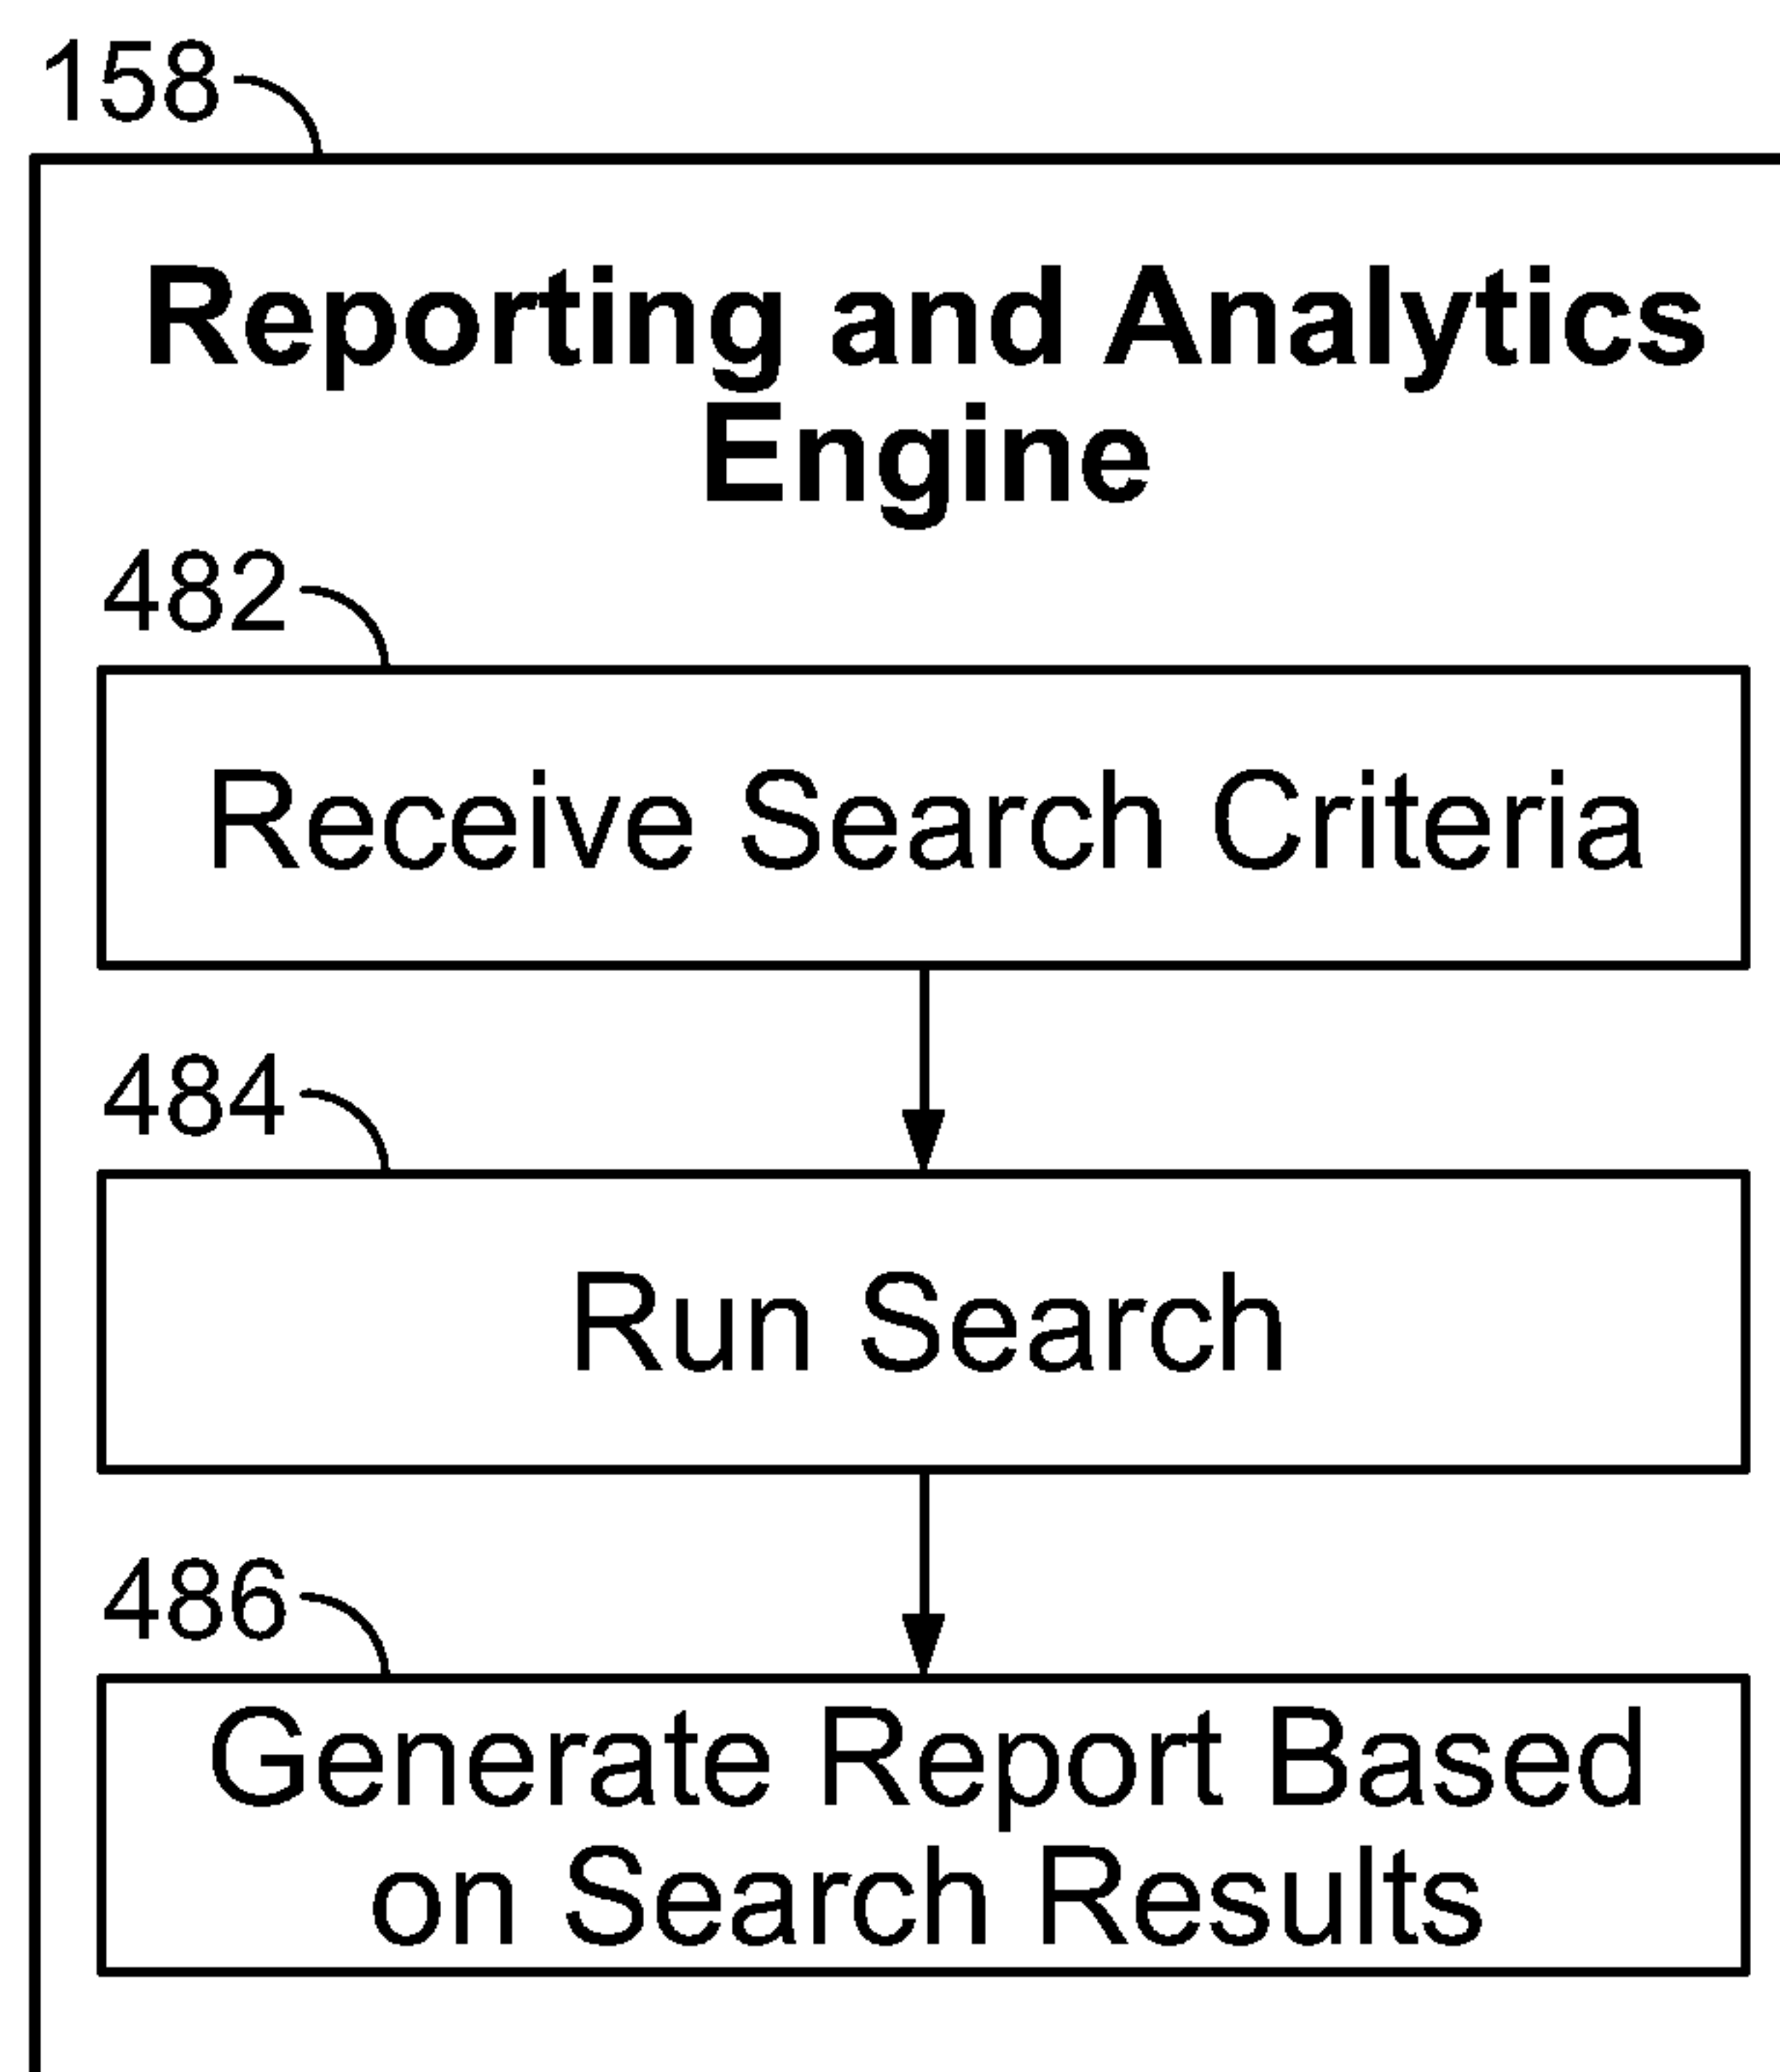 158
Reporting and Analytics
Engine
482
Receive Search Criteria
484
Run Search
486
Generate Report Based
on Search Results